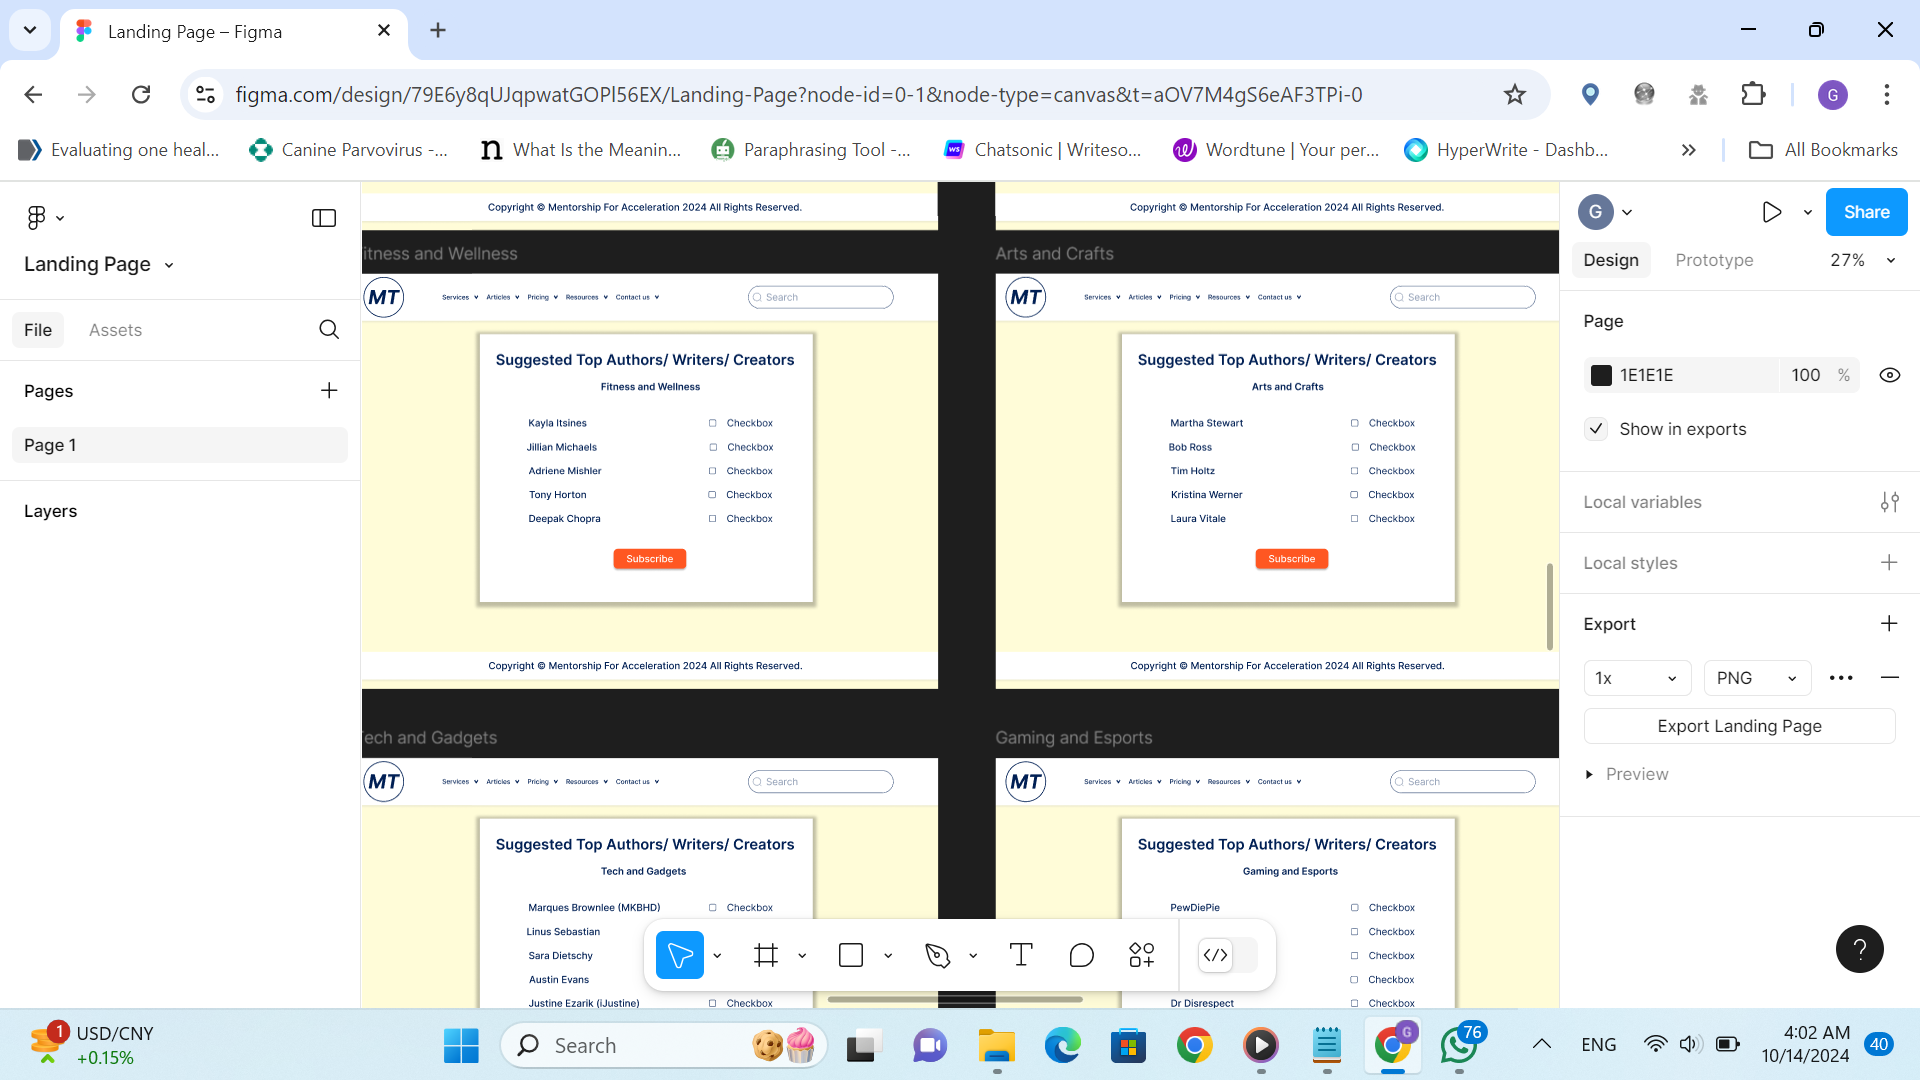 Landing Page – Figma
figma.com/design/79E6y8qUJqpwatGOPl56EX/Landing-Page?node-id=0-1&node-type=canvas&t=aOV7M4gS6eAF3TPi-0
G
Evaluating one heal...
Canine Parvovirus -...
What Is the Meanin...
Paraphrasing Tool -...
Chatsonic | Writeso...
Wordtune | Your per...
HyperWrite - Dashb...
All Bookmarks
Landing Page
File
Assets
Pages
Page 1
Layers
Copyright © Mentorship For Acceleration 2024 All Rights Reserved.
Copyright © Mentorship For Acceleration 2024 All Rights Reserved.
itness and Wellness
MT
Services
Articles
Pricing
Resources
Contact us
Search
Suggested Top Authors/ Writers/ Creators
Fitness and Wellness
Kayla Itsines
Checkbox
Jillian Michaels
Checkbox
Adriene Mishler
Checkbox
Tony Horton
Checkbox
Deepak Chopra
Checkbox
Subscribe
Copyright © Mentorship For Acceleration 2024 All Rights Reserved.
Arts and Crafts
MT
Services
Articles
Pricing
Resources
Contact us
Search
Suggested Top Authors/ Writers/ Creators
Arts and Crafts
Martha Stewart
Checkbox
Bob Ross
Checkbox
Tim Holtz
Checkbox
Kristina Werner
Checkbox
Laura Vitale
Checkbox
Subscribe
Copyright © Mentorship For Acceleration 2024 All Rights Reserved.
ech and Gadgets
MT
Services
Articles
Pricing
Resources
Contact us
Search
Suggested Top Authors/ Writers/ Creators
Tech and Gadgets
Marques Brownlee (MKBHD)
Checkbox
Linus Sebastian
Sara Dietschy
Austin Evans
Justine Ezarik (iJustine)
Checkbox
Gaming and Esports
MT
Services
Articles
Pricing
Resources
Contact us
Search
Suggested Top Authors/ Writers/ Creators
Gaming and Esports
PewDiePie
Checkbox
Checkbox
Checkbox
Checkbox
Dr Disrespect
Checkbox
G
Share
Design
Prototype
27%
Page
1E1E1E
100
%
Show in exports
Local variables
Local styles
Export
1x
PNG
Export Landing Page
Preview
?
1
USD/CNY
+0.15%
Search
G
76
ENG
4:02 AM
10/14/2024
40